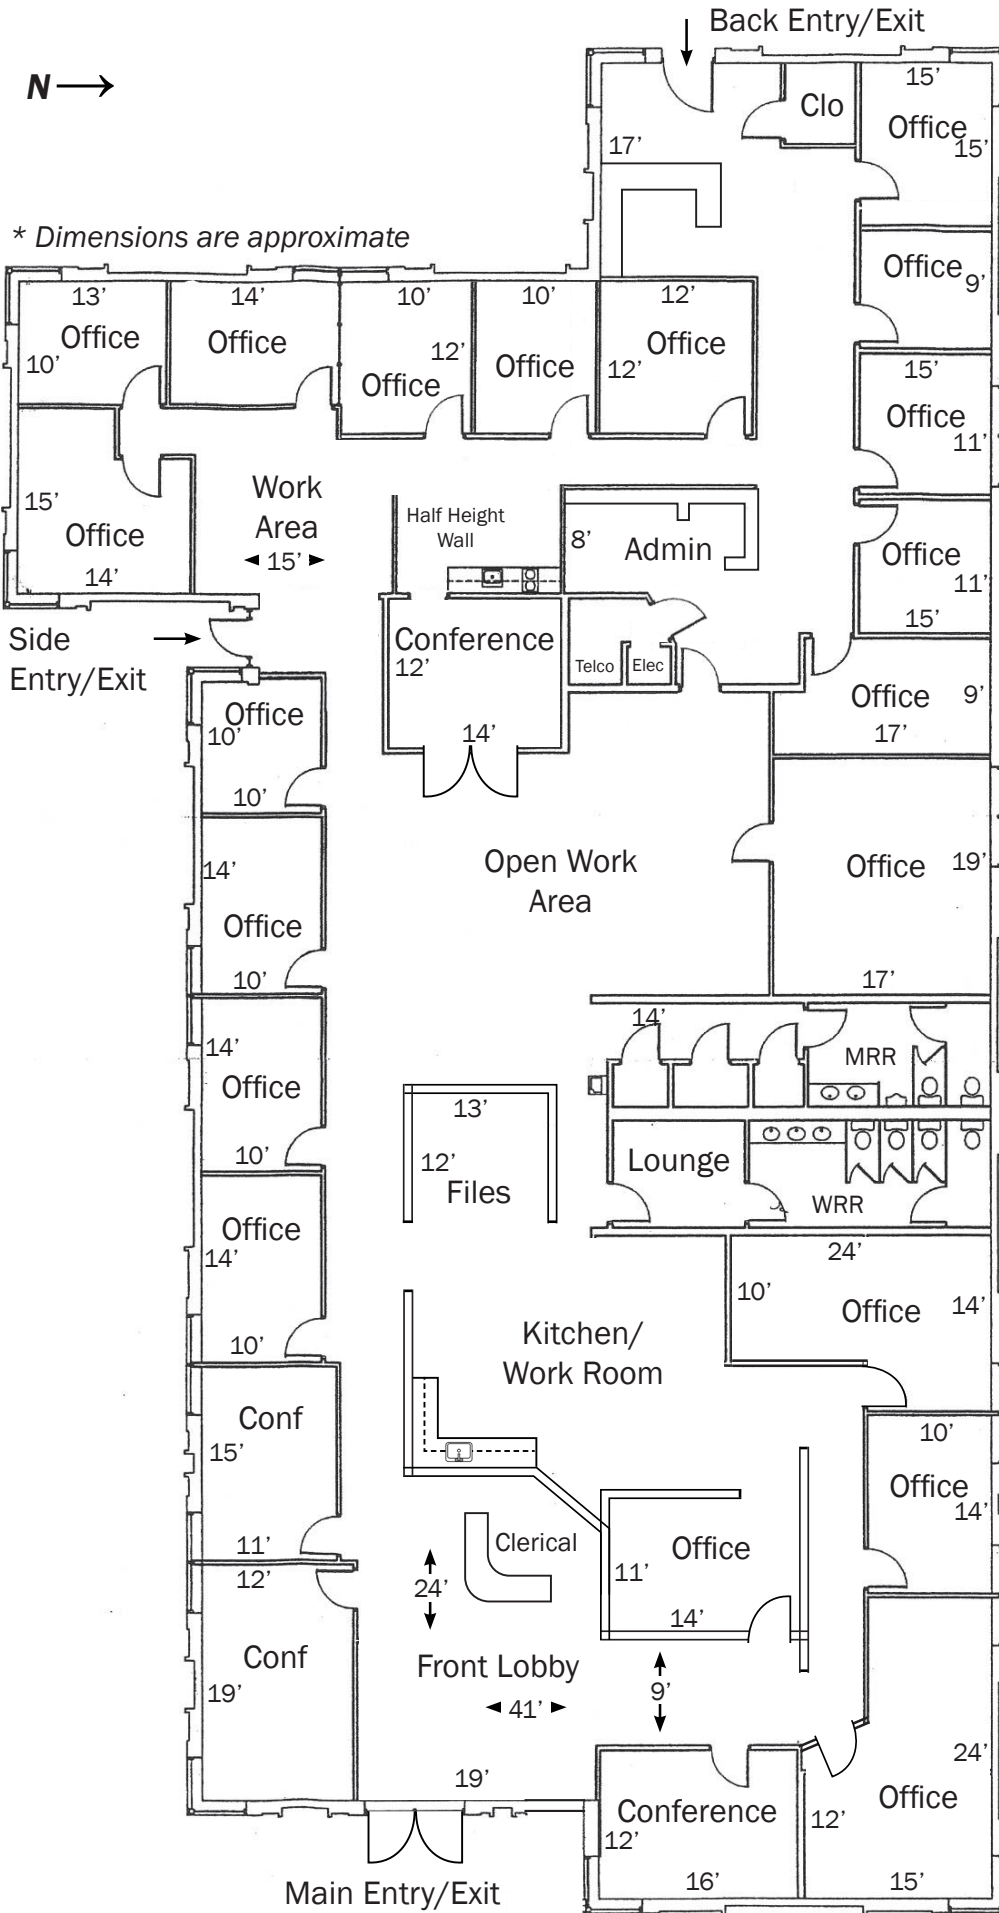 Back Entry/Exit
N
15'
Clo
Office
17'
15'
* Dimensions are approximate
Office
9'
13'
14'
10'
10'
12'
Office
Office
Office
10'
12'
Office
12'
Office
15'
Office
11'
Work
Area
15'
15'
Office
14'
Half Height
Wall
8'
Admin
Office
11'
15'
Side
Entry/Exit
Conference
12'
14'
Telco
Elec
Office
9'
17'
Office
10'
10'
Open Work
Area
Office
19'
17'
14'
Office
10'
14'
MRR
14'
Office
10'
13'
12'
Files
Lounge
WRR
Office
14'
10'
24'
10'
Office
14'
Kitchen/
Work Room
Conf
15'
11'
10'
Office
14'
Clerical
24'
Office
11'
14'
12'
Conf
19'
Front Lobby
41'
9'
19'
24'
Office
12'
15'
Conference
12'
16'
Main Entry/Exit